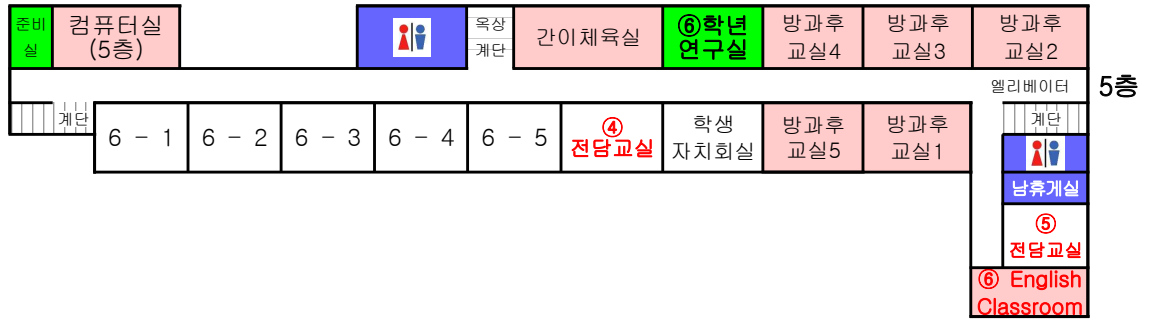 준비
실
컴퓨터실
(5층)
옥상
계단
간이체육실
⑥학년
연구실
방과후
교실4
방과후
교실3
방과후
교실2
엘리베이터
5층
계단
6 - 1
6 - 2
6 - 3
6 - 4
6 - 5
④
전담교실
학생
자치회실
방과후
교실5
방과후
교실1
계단
남휴게실
⑤
전담교실
⑥ English
Classroom